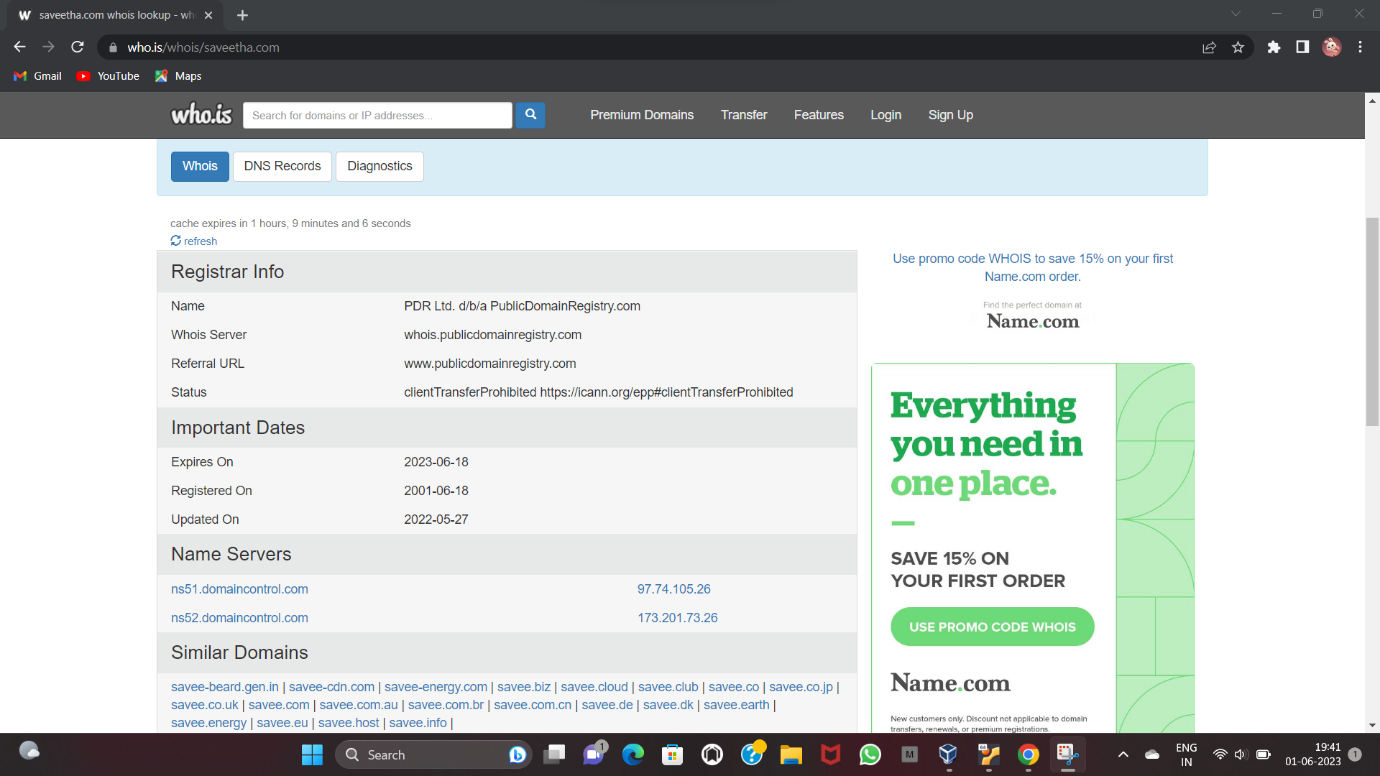 W saveetha.com whois lookup - wh
who.is/whois/saveetha.com
Gmail YouTube Maps
who.is Search for domains or IP addresses... Premium Domains Transfer Features Login Sign Up
Whois DNS Records Diagnostics
cache expires in 1 hours, 9 minutes and 6 seconds
refresh
Registrar Info
Name PDR Ltd. d/b/a PublicDomainRegistry.com
Whois Server whois.publicdomainregistry.com
Referral URL www.publicdomainregistry.com
Status clientTransferProhibited https://icann.org/epp#clientTransferProhibited
Important Dates
Expires On 2023-06-18
Registered On 2001-06-18
Updated On 2022-05-27
Name Servers
ns51.domaincontrol.com 97.74.105.26
ns52.domaincontrol.com 173.201.73.26
Similar Domains
savee-beard.gen.in | savee-cdn.com | savee-energy.com | savee.biz | savee.cloud | savee.club | savee.co | savee.co.jp |
savee.co.uk | savee.com | savee.com.au | savee.com.br | savee.com.cn | savee.de | savee.dk | savee.earth |
savee.energy | savee.eu | savee.host | savee.info |
Use promo code WHOIS to save 15% on your first
Name.com order.
Find the perfect domain at
Name.com
Everything
you need in
one place.
SAVE 15% ON
YOUR FIRST ORDER
USE PROMO CODE WHOIS
Name.com
New customers only. Discount not applicable to domain
transfers, renewals, or premium registrations.
Search 1 M ENG 19:41
IN 01-06-2023 1